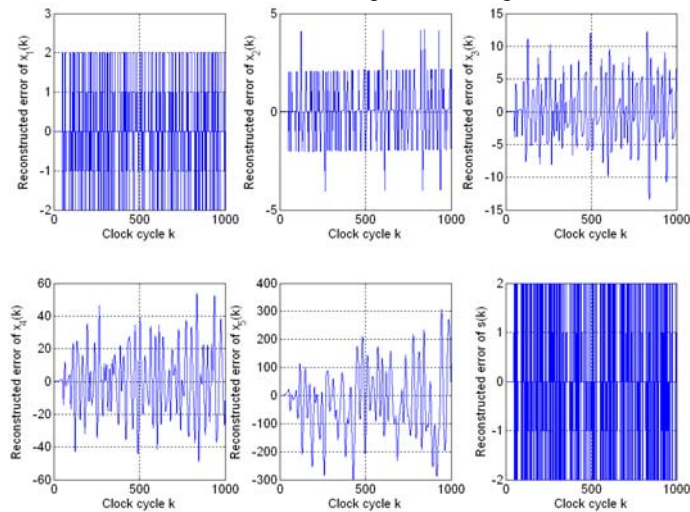 Reconstructed error of x1(k)
3
2
1
0
-1
-2
0 500 1000
Clock cycle k
Reconstructed error of x2(k)
5
0
-5
0 500 1000
Clock cycle k
Reconstructed error of x3(k)
15
10
5
0
-5
-10
-15
0 500 1000
Clock cycle k
Reconstructed error of x4(k)
60
40
20
0
-20
-40
-60
0 500 1000
Clock cycle k
Reconstructed error of x5(k)
400
300
200
100
0
-100
-200
-300
0 500 1000
Clock cycle k
Reconstructed error of s(k)
2
1
0
-1
-2
0 500 1000
Clock cycle k